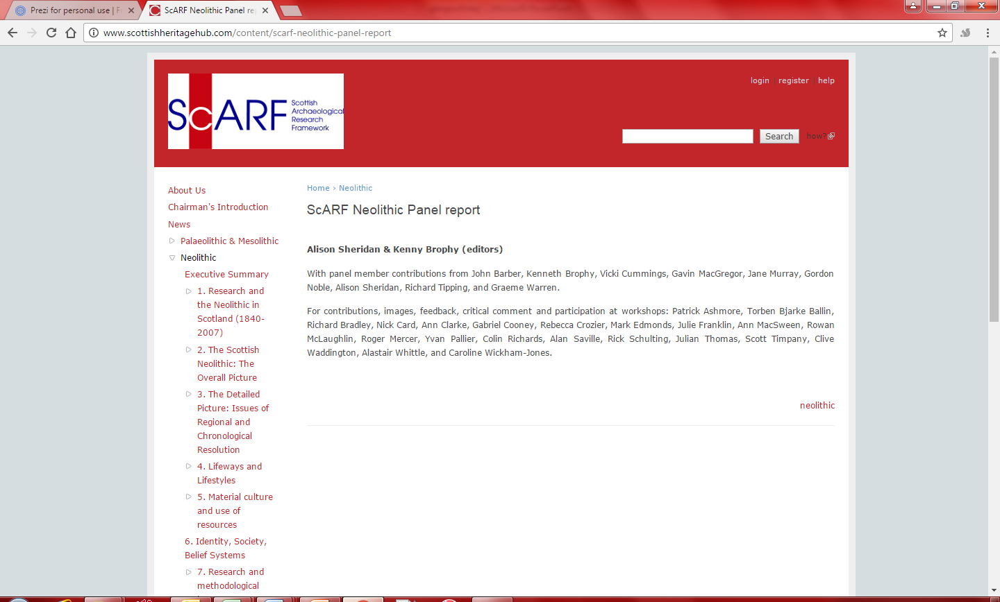 Prezi for personal use | F
ScARF Neolithic Panel rep
www.scottishheritagehub.com/content/scarf-neolithic-panel-report
ScARF
Scottish
Archaeological
Research
Framework
login | register | help
Search
how?
About Us
Chairman's Introduction
News
Palaeolithic & Mesolithic
Neolithic
Executive Summary
1. Research and
the Neolithic in
Scotland (1840-
2007)
2. The Scottish
Neolithic: The
Overall Picture
3. The Detailed
Picture: Issues of
Regional and
Chronological
Resolution
4. Lifeways and
Lifestyles
5. Material culture
and use of
resources
6. Identity, Society,
Belief Systems
7. Research and
methodological
Home › Neolithic
ScARF Neolithic Panel report
Alison Sheridan & Kenny Brophy (editors)
With panel member contributions from John Barber, Kenneth Brophy, Vicki Cummings, Gavin MacGregor, Jane Murray, Gordon
Noble, Alison Sheridan, Richard Tipping, and Graeme Warren.
For contributions, images, feedback, critical comment and participation at workshops: Patrick Ashmore, Torben Bjarke Ballin,
Richard Bradley, Nick Card, Ann Clarke, Gabriel Cooney, Rebecca Crozier, Mark Edmonds, Julie Franklin, Ann MacSween, Rowan
McLaughlin, Roger Mercer, Yvan Pallier, Colin Richards, Alan Saville, Rick Schulting, Julian Thomas, Scott Timpany, Clive
Waddington, Alastair Whittle, and Caroline Wickham-Jones.
neolithic